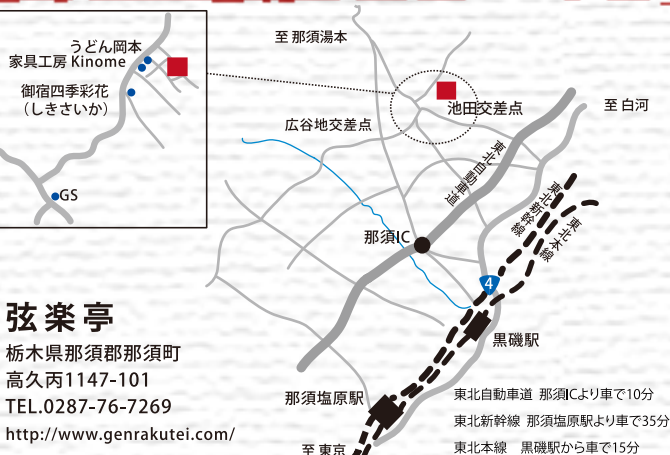 うどん岡本
家具工房 Kinome
御宿四季彩花
（しきさいか）
GS
至 那須湯本
池田交差点
至 白河
広谷地交差点
東北自動車道
東北新幹線
東北本線
那須IC
4
黒磯駅
那須塩原駅
至 東京
弦楽亭
栃木県那須郡那須町
高久丙1147-101
TEL.0287-76-7269
http://www.genrakutei.com/
東北自動車道 那須ICより車で10分
東北新幹線 那須塩原駅より車で35分
東北本線　黒磯駅から車で15分